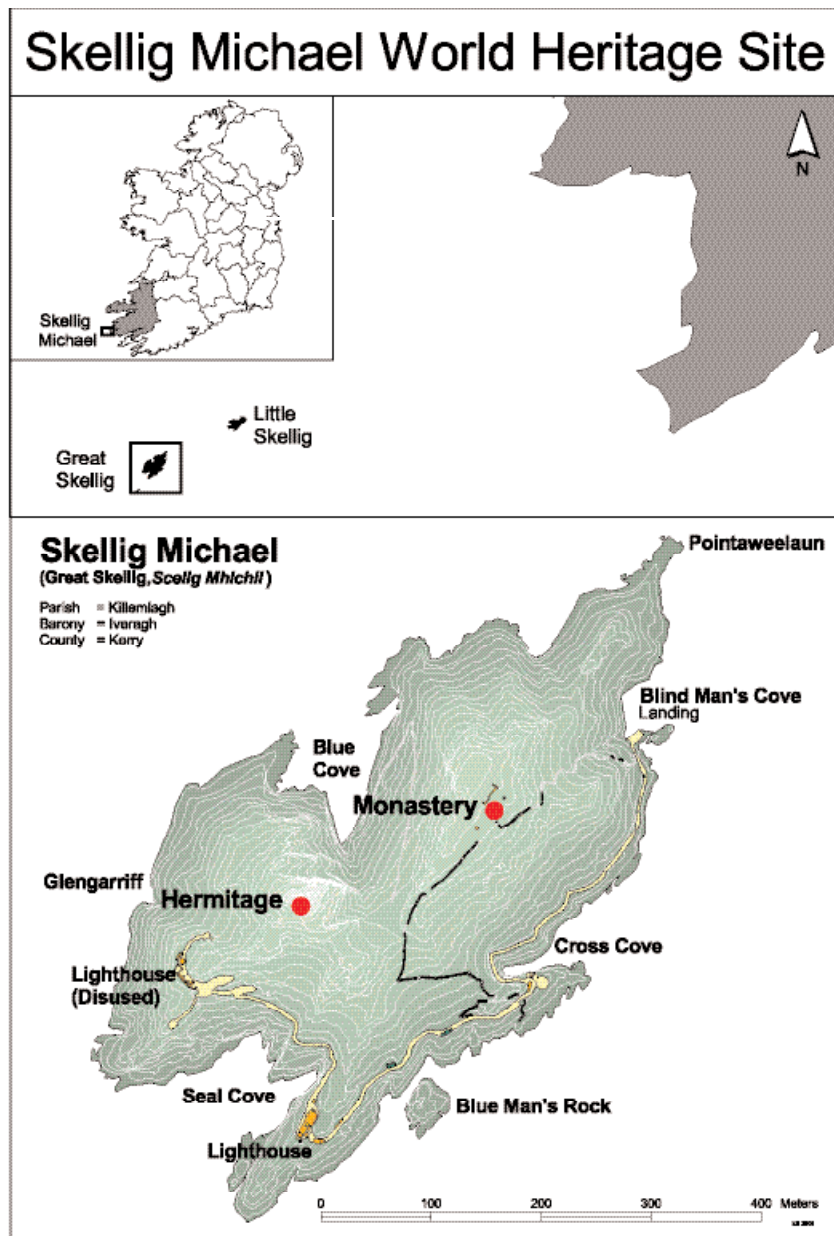 Skellig Michael World Heritage Site
N
Skellig
Michael
Little
Skellig
Great
Skellig
Skellig Michael
(Great Skellig, Scelig Mhichíl)
Parish = Killemlagh
Barony = Iveragh
County = Kerry
Pointaweelaun
Blind Man's Cove
Landing
Blue
Cove
Monastery
Glengarriff
Hermitage
Cross Cove
Lighthouse
(Disused)
Seal Cove
Blue Man's Rock
Lighthouse
0 100 200 300 400 Meters